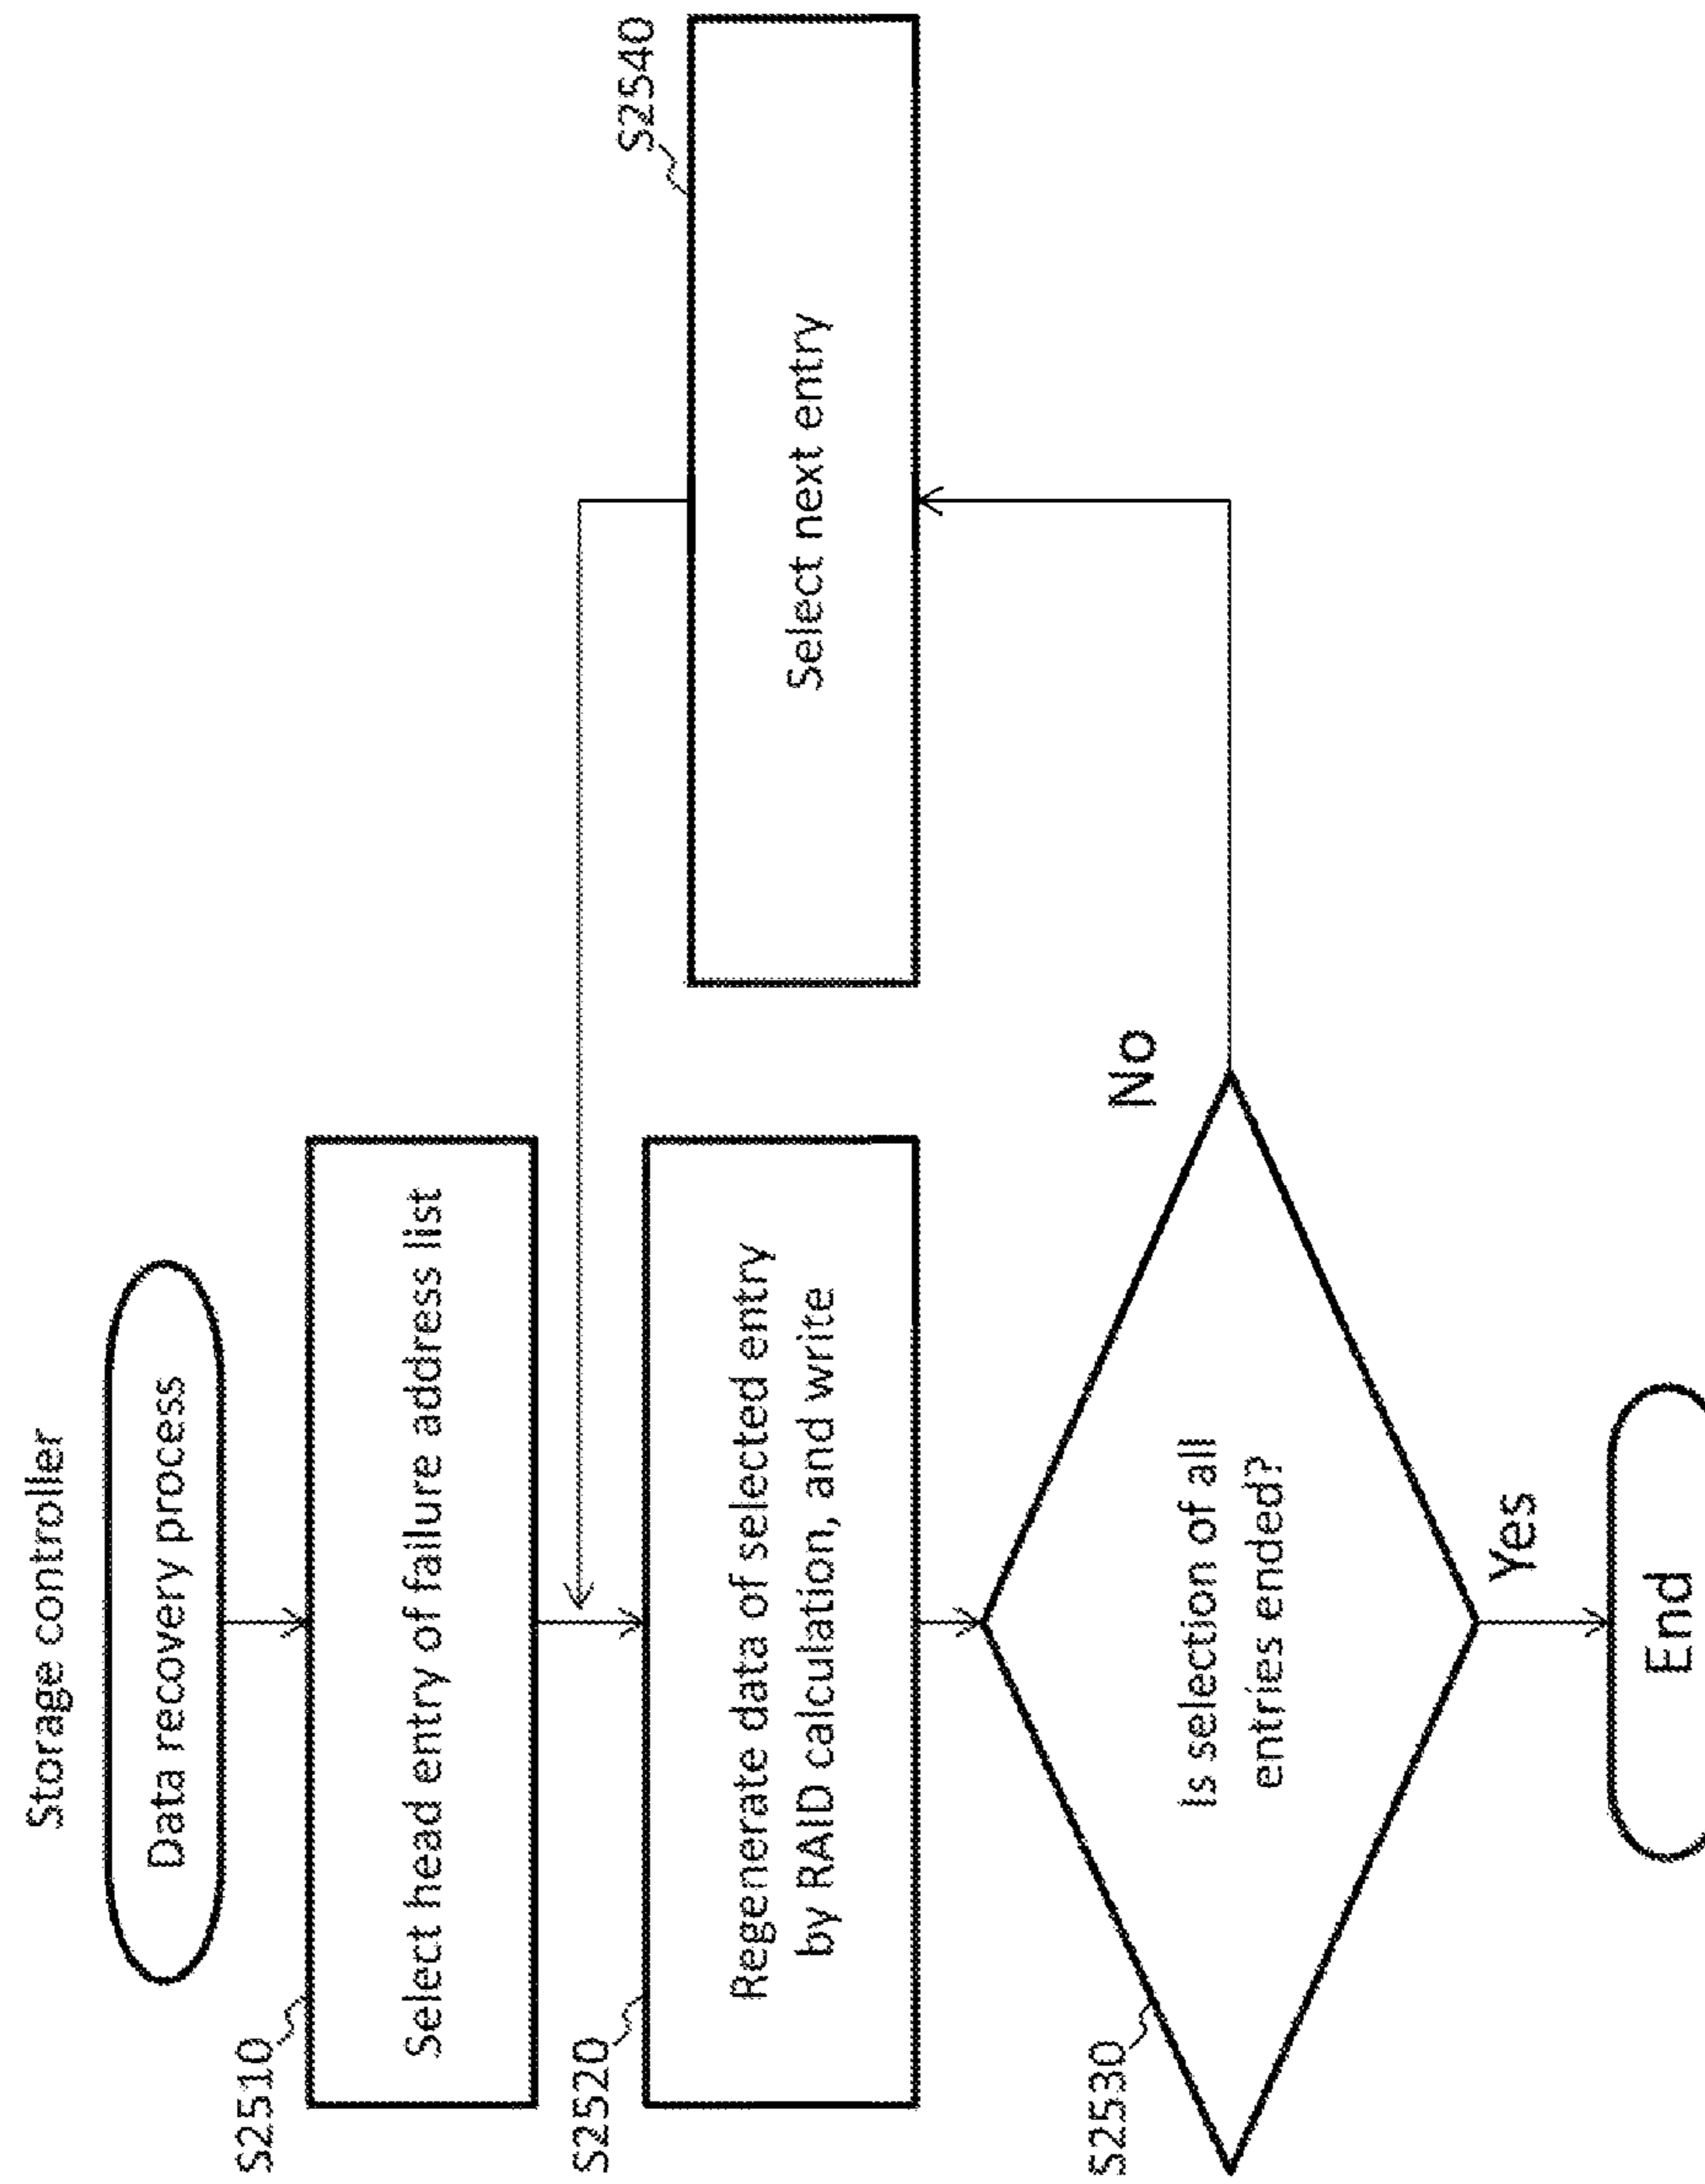 Storage controller
Data recovery process
S2510
Select head entry of failure address list
S2520
Regenerate data of selected entry
by RAID calculation, and write
S2530
Is selection of all
entries ended?
No
S2540
Select next entry
Yes
End